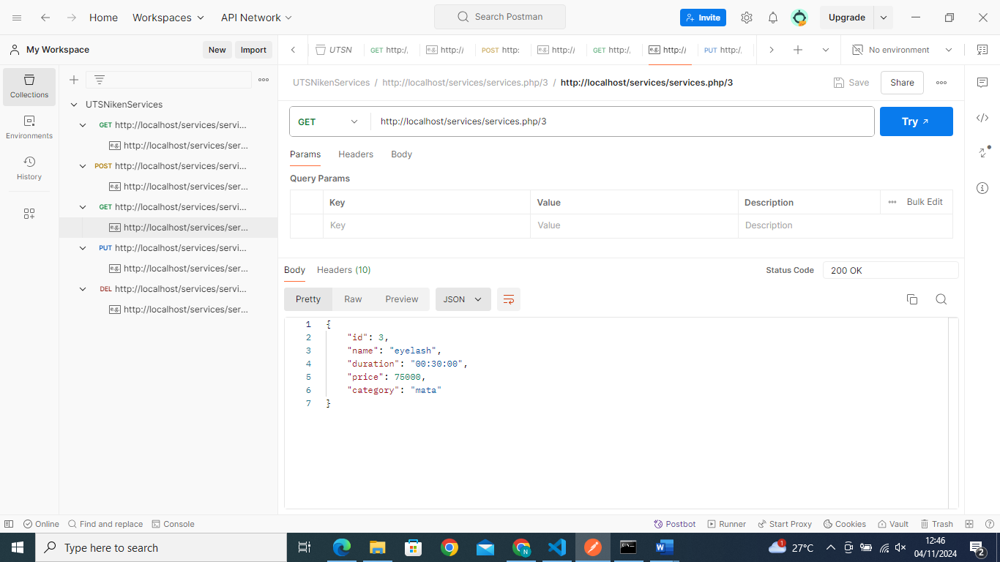 Home Workspaces API Network Search Postman Invite Upgrade
My Workspace New Import UTSN GET http:/ e.g. http:// POST http: e.g. http:// GET http:/ e.g. http:// PUT http:/ No environment
Collections
Environments
History
UTSNikenServices
GET http://localhost/services/servi...
e.g. http://localhost/services/ser...
POST http://localhost/services/servi...
e.g. http://localhost/services/ser...
GET http://localhost/services/servi...
e.g. http://localhost/services/ser...
PUT http://localhost/services/servi...
e.g. http://localhost/services/ser...
DEL http://localhost/services/servi...
e.g. http://localhost/services/ser...
UTSNikenServices / http://localhost/services/services.php/3 / http://localhost/services/services.php/3 Save Share
GET http://localhost/services/services.php/3 Try
Params Headers Body
Query Params
Key Value Description Bulk Edit
Key Value Description
Body Headers (10) Status Code 200 OK
Pretty Raw Preview JSON
1 {
2 "id": 3,
3 "name": "eyelash",
4 "duration": "00:30:00",
5 "price": 75000,
6 "category": "mata"
7 }
Online Find and replace Console Postbot Runner Start Proxy Cookies Vault Trash
Type here to search N 1 27°C 12:46
04/11/2024 2